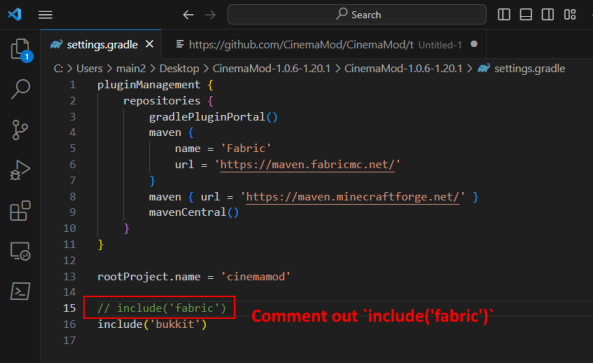 Search
1
settings.gradle
https://github.com/CinemaMod/CinemaMod/t Untitled-1
C: > Users > main2 > Desktop > CinemaMod-1.0.6-1.20.1 > CinemaMod-1.0.6-1.20.1 > settings.gradle
1 pluginManagement {
2 repositories {
3 gradlePluginPortal()
4 maven {
5 name = 'Fabric'
6 url = 'https://maven.fabricmc.net/'
7 }
8 maven { url = 'https://maven.minecraftforge.net/' }
9 mavenCentral()
10 }
11 }
12
13 rootProject.name = 'cinemamod'
14
15 // include('fabric')
Comment out `include('fabric')`
16 include('bukkit')
17